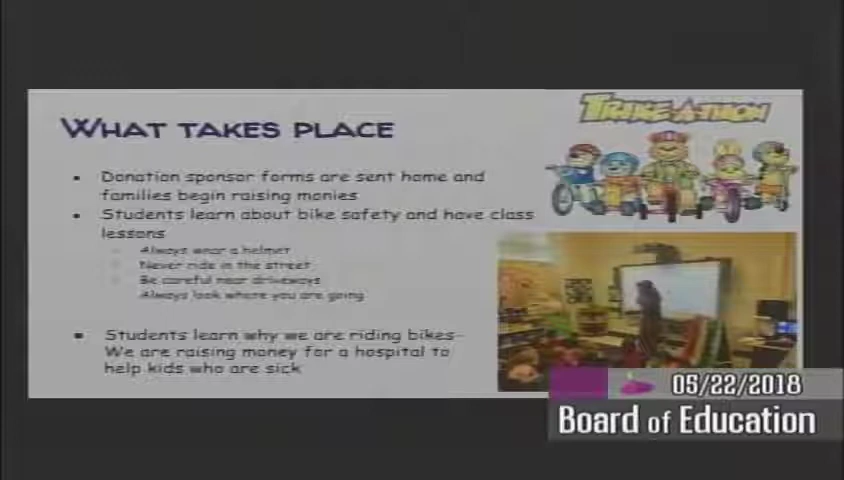 WHAT TAKES PLACE
TRIKE-A-THON
Donation sponsor forms are sent home and
families begin raising monies
Students learn about bike safety and have class
lessons
Always wear a helmet
Never ride in the street
Be careful near driveways
Always look where you are going
Students learn why we are riding bikes-
We are raising money for a hospital to
help kids who are sick
05/22/2018
Board of Education